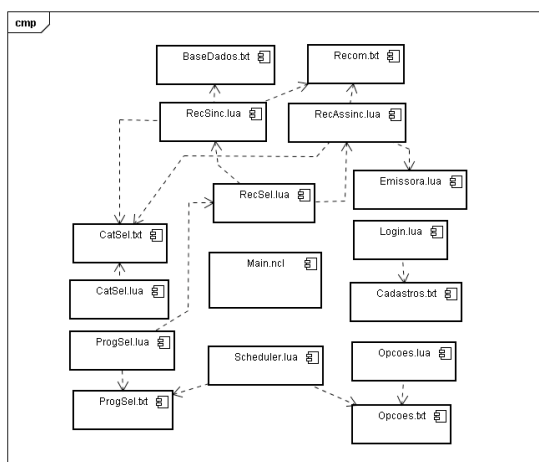 cmp
BaseDados.txt
Recom.txt
RecSinc.lua
RecAssinc.lua
Emissora.lua
RecSel.lua
CatSel.txt
Login.lua
Main.ncl
CatSel.lua
Cadastros.txt
ProgSel.lua
Scheduler.lua
Opcoes.lua
ProgSel.txt
Opcoes.txt